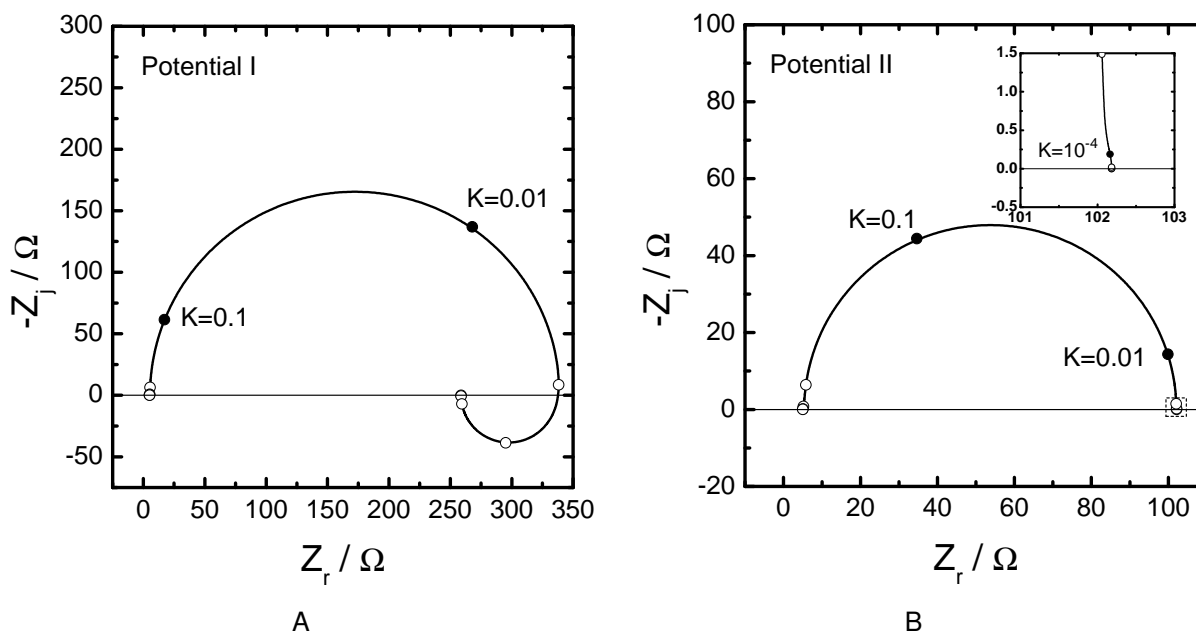 Potential I
300
250
200
150
100
50
0
-50
-Z_j / Ω
K=0.01
K=0.1
0 50 100 150 200 250 300 350
Z_r / Ω
A
Potential II
100
80
60
40
20
0
-20
-Z_j / Ω
K=0.1
K=0.01
0 20 40 60 80 100
Z_r / Ω
1.5
1.0
0.5
0.0
-0.5
K=10^-4
101 102 103
B